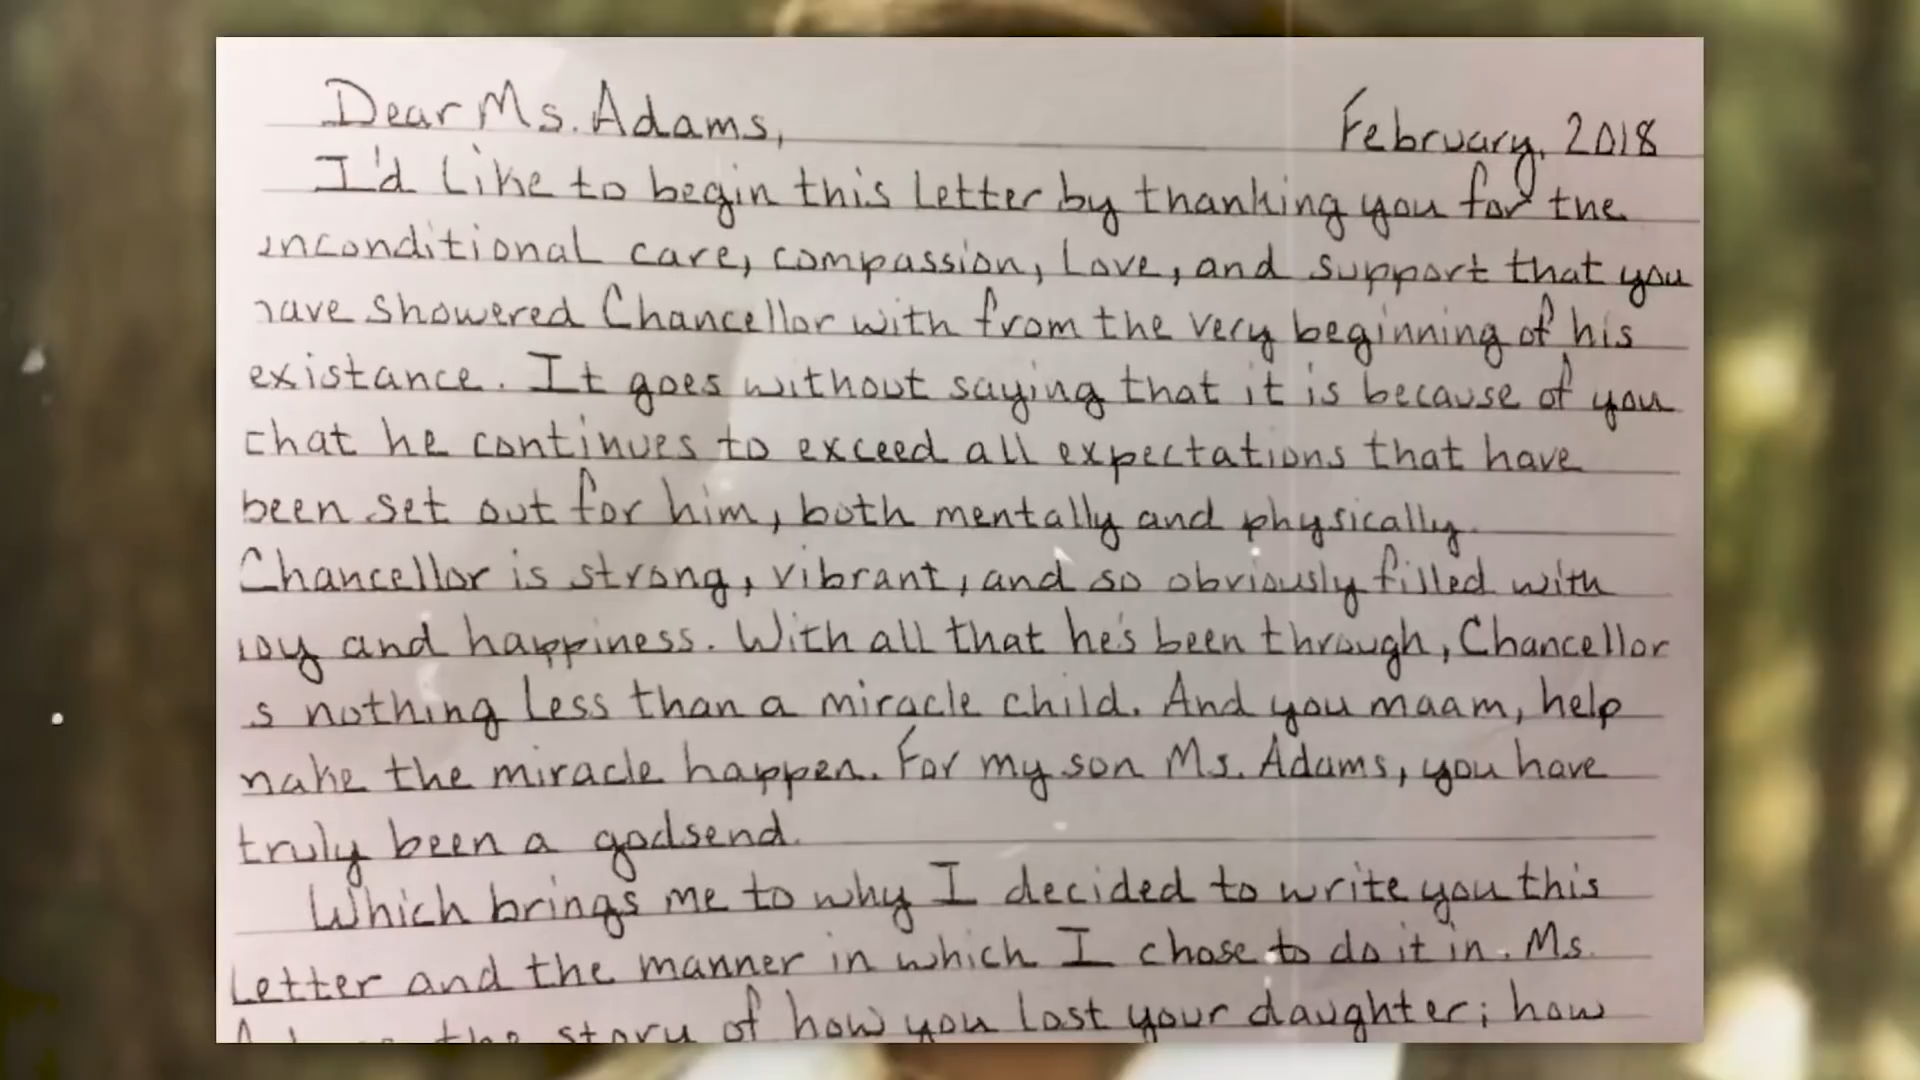 Dear Ms. Adams,
February, 2018
I'd like to begin this letter by thanking you for the
unconditional care, compassion, love, and support that you
have showered Chancellor with from the very beginning of his
existance. It goes without saying that it is because of you
that he continues to exceed all expectations that have
been set out for him, both mentally and physically.
Chancellor is strong, vibrant, and so obviously filled with
joy and happiness. With all that he's been through, Chancellor
is nothing less than a miracle child. And you maam, help
make the miracle happen. For my son Ms. Adams, you have
truly been a godsend.
Which brings me to why I decided to write you this
letter and the manner in which I chose to do it in. Ms.
the story of how you lost your daughter; how